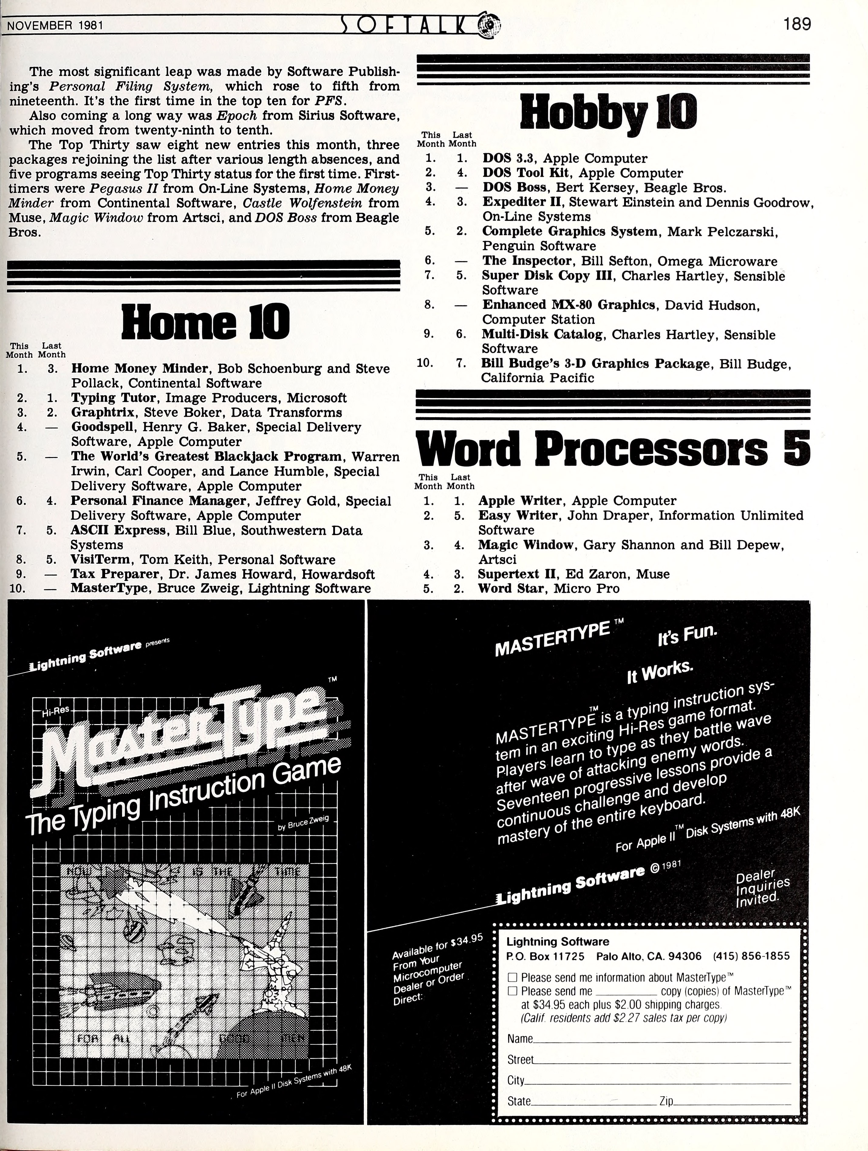 NOVEMBER 1981
SOFTALK
189
The most significant leap was made by Software Publish-
ing's Personal Filing System, which rose to fifth from
nineteenth. It's the first time in the top ten for PFS.
Also coming a long way was Epoch from Sirius Software,
which moved from twenty-ninth to tenth.
The Top Thirty saw eight new entries this month, three
packages rejoining the list after various length absences, and
five programs seeing Top Thirty status for the first time. First-
timers were Pegasus II from On-Line Systems, Home Money
Minder from Continental Software, Castle Wolfenstein from
Muse, Magic Window from Artsci, and DOS Boss from Beagle
Bros.
Home 10
This Last
Month Month
1. 3. Home Money Minder, Bob Schoenburg and Steve
Pollack, Continental Software
2. 1. Typing Tutor, Image Producers, Microsoft
3. 2. Graphtrix, Steve Boker, Data Transforms
4. — Goodspell, Henry G. Baker, Special Delivery
Software, Apple Computer
5. — The World's Greatest Blackjack Program, Warren
Irwin, Carl Cooper, and Lance Humble, Special
Delivery Software, Apple Computer
6. 4. Personal Finance Manager, Jeffrey Gold, Special
Delivery Software, Apple Computer
7. 5. ASCII Express, Bill Blue, Southwestern Data
Systems
8. 5. VisiTerm, Tom Keith, Personal Software
9. — Tax Preparer, Dr. James Howard, Howardsoft
10. — MasterType, Bruce Zweig, Lightning Software
Hobby 10
This Last
Month Month
1. 1. DOS 3.3, Apple Computer
2. 4. DOS Tool Kit, Apple Computer
3. — DOS Boss, Bert Kersey, Beagle Bros.
4. 3. Expediter II, Stewart Einstein and Dennis Goodrow,
On-Line Systems
5. 2. Complete Graphics System, Mark Pelczarski,
Penguin Software
6. — The Inspector, Bill Sefton, Omega Microware
7. 5. Super Disk Copy III, Charles Hartley, Sensible
Software
8. — Enhanced MX-80 Graphics, David Hudson,
Computer Station
9. 6. Multi-Disk Catalog, Charles Hartley, Sensible
Software
10. 7. Bill Budge's 3-D Graphics Package, Bill Budge,
California Pacific
Word Processors 5
This Last
Month Month
1. 1. Apple Writer, Apple Computer
2. 5. Easy Writer, John Draper, Information Unlimited
Software
3. 4. Magic Window, Gary Shannon and Bill Depew,
Artsci
4. 3. Supertext II, Ed Zaron, Muse
5. 2. Word Star, Micro Pro
Lightning Software presents
Hi-Res
MasterType™
The Typing Instruction Game
by Bruce Zweig
NOW IS THE TIME
FOR ALL GOOD MEN
For Apple II Disk Systems with 48K
MASTERTYPE™ It's Fun.
It Works.
MASTERTYPE™ is a typing instruction sys-
tem in an exciting Hi-Res game format.
Players learn to type as they battle wave
after wave of attacking enemy words.
Seventeen progressive lessons provide a
continuous challenge and develop
mastery of the entire keyboard.
For Apple II™ Disk Systems with 48K
Lightning Software © 1981
Dealer
Inquiries
Invited.
Available for $34.95
From Your
Microcomputer
Dealer or Order
Direct:
Lightning Software
P.O. Box 11725 Palo Alto, CA. 94306 (415) 856-1855
□ Please send me information about MasterType™
□ Please send me ________ copy (copies) of MasterType™
at $34.95 each plus $2.00 shipping charges.
(Calif. residents add $2.27 sales tax per copy)
Name
Street
City
State Zip